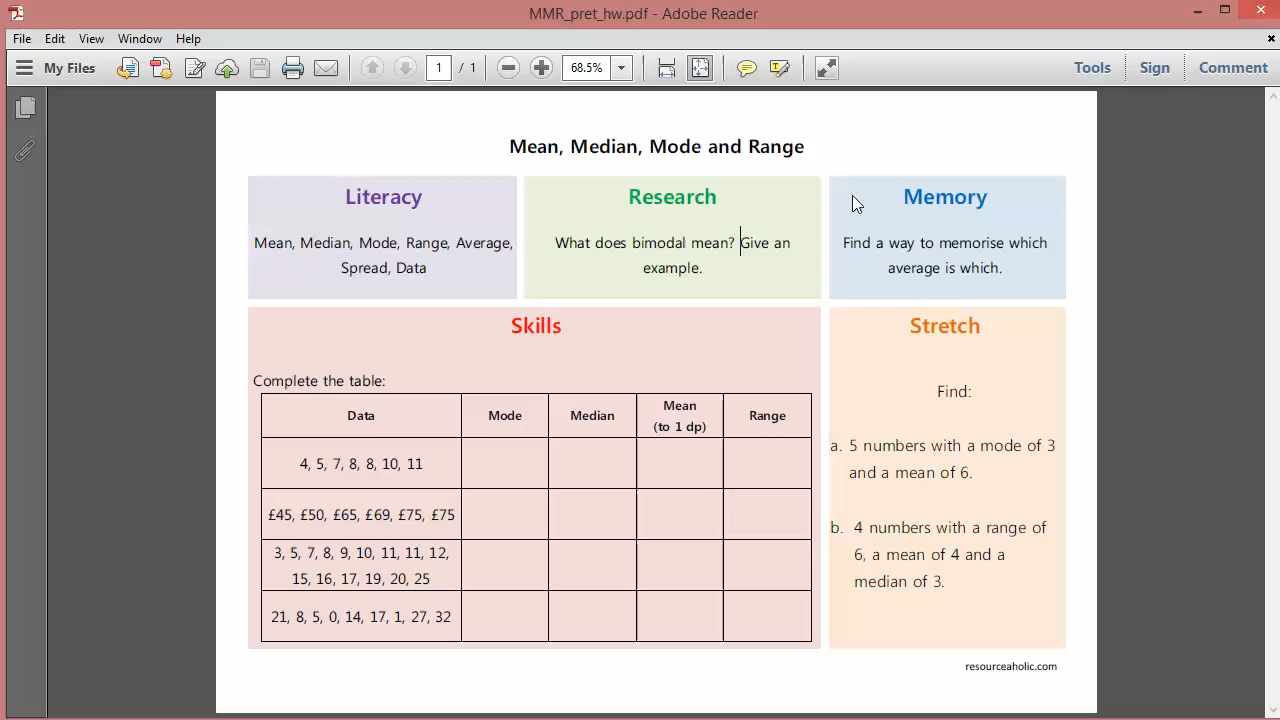 MMR_pret_hw.pdf - Adobe Reader
File Edit View Window Help
My Files 1 / 1 68.5% Tools Sign Comment
Mean, Median, Mode and Range
Literacy
Mean, Median, Mode, Range, Average,
Spread, Data
Research
What does bimodal mean? Give an
example.
Memory
Find a way to memorise which
average is which.
Skills
Complete the table:
Data Mode Median Mean (to 1 dp) Range
4, 5, 7, 8, 8, 10, 11
£45, £50, £65, £69, £75, £75
3, 5, 7, 8, 9, 10, 11, 11, 12,
15, 16, 17, 19, 20, 25
21, 8, 5, 0, 14, 17, 1, 27, 32
Stretch
Find:
a. 5 numbers with a mode of 3
and a mean of 6.
b. 4 numbers with a range of
6, a mean of 4 and a
median of 3.
resourceaholic.com